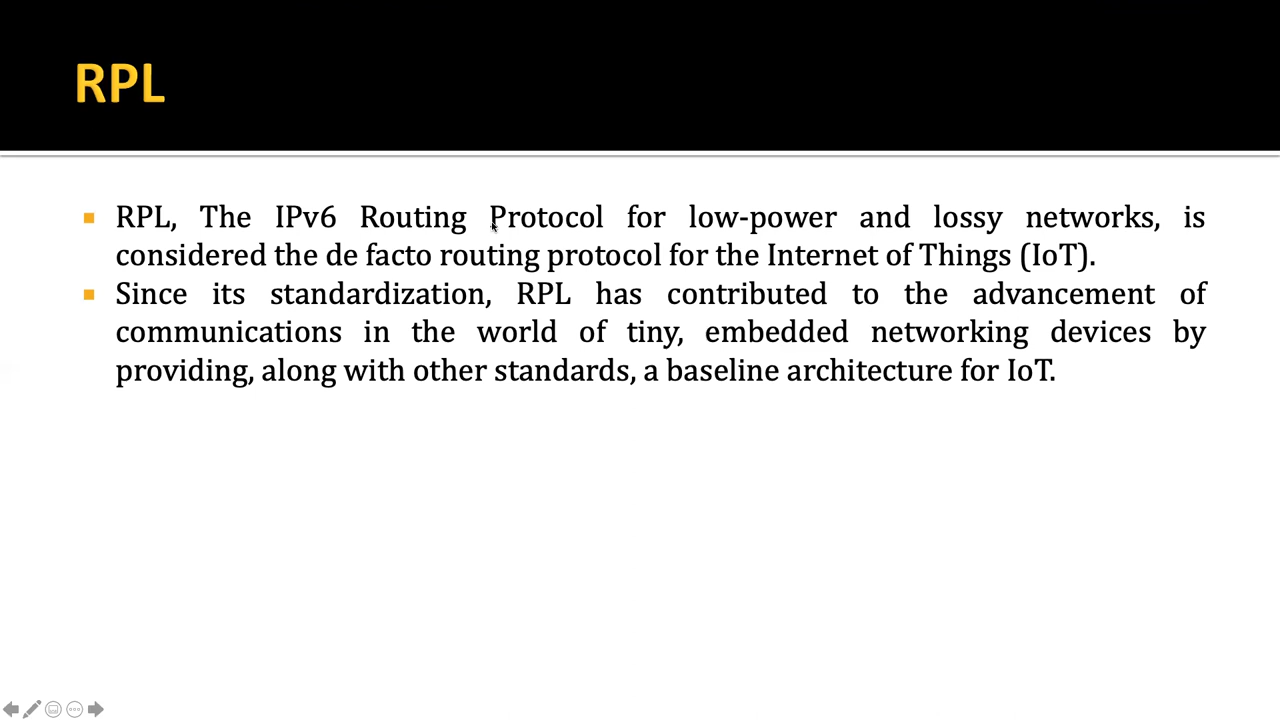 RPL
RPL, The IPv6 Routing Protocol for low-power and lossy networks, is
considered the de facto routing protocol for the Internet of Things (IoT).
Since its standardization, RPL has contributed to the advancement of
communications in the world of tiny, embedded networking devices by
providing, along with other standards, a baseline architecture for IoT.